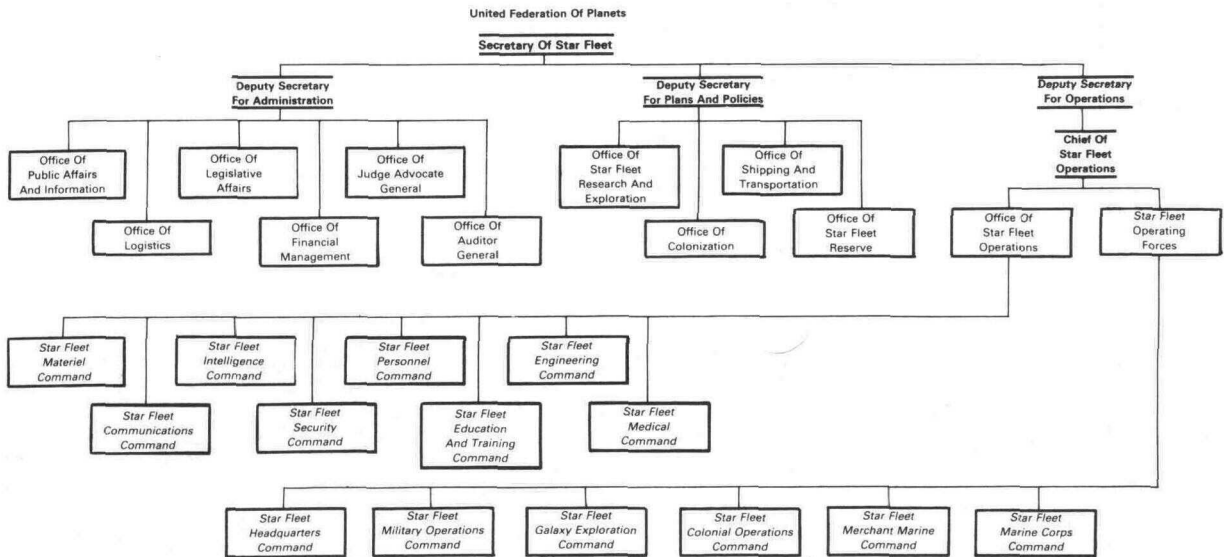 United Federation Of Planets
Secretary Of Star Fleet
Deputy Secretary
For Administration
Deputy Secretary
For Plans And Policies
Deputy Secretary
For Operations
Chief Of
Star Fleet
Operations
Office Of
Public Affairs
And Information
Office Of
Logistics
Office Of
Legislative
Affairs
Office Of
Financial
Management
Office Of
Judge Advocate
General
Office Of
Auditor
General
Office Of
Star Fleet
Research And
Exploration
Office Of
Colonization
Office Of
Shipping And
Transportation
Office Of
Star Fleet
Reserve
Office Of
Star Fleet
Operations
Star Fleet
Operating
Forces
Star Fleet
Materiel
Command
Star Fleet
Communications
Command
Star Fleet
Intelligence
Command
Star Fleet
Security
Command
Star Fleet
Personnel
Command
Star Fleet
Education
And Training
Command
Star Fleet
Engineering
Command
Star Fleet
Medical
Command
Star Fleet
Headquarters
Command
Star Fleet
Military Operations
Command
Star Fleet
Galaxy Exploration
Command
Star Fleet
Colonial Operations
Command
Star Fleet
Merchant Marine
Command
Star Fleet
Marine Corps
Command